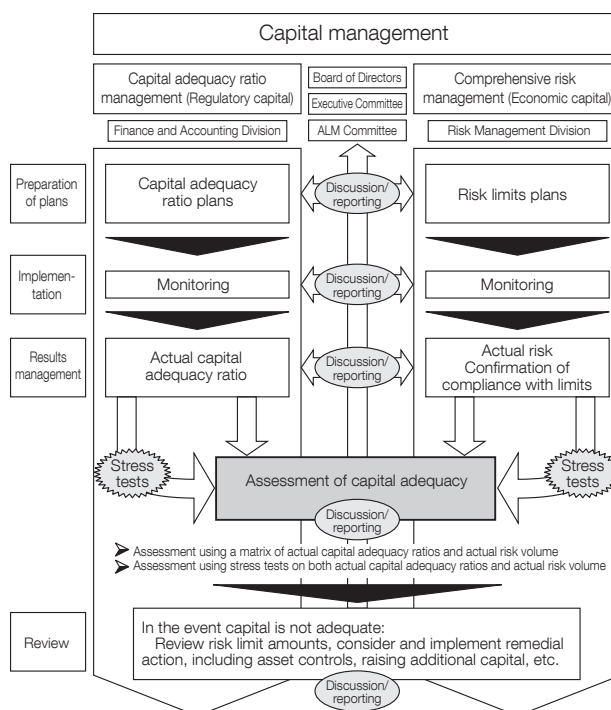 Capital management
Capital adequacy ratio
management (Regulatory capital)
Board of Directors
Executive Committee
Comprehensive risk
management (Economic capital)
Finance and Accounting Division
ALM Committee
Risk Management Division
Preparation
of plans
Capital adequacy
ratio plans
Discussion/
reporting
Risk limits plans
Implemen-
tation
Monitoring
Discussion/
reporting
Monitoring
Results
management
Actual capital
adequacy ratio
Discussion/
reporting
Actual risk
Confirmation of
compliance with limits
Stress
tests
Assessment of capital adequacy
Stress
tests
Discussion/
reporting
Assessment using a matrix of actual capital adequacy ratios and actual risk volume
Assessment using stress tests on both actual capital adequacy ratios and actual risk volume
Review
In the event capital is not adequate:
Review risk limit amounts, consider and implement remedial
action, including asset controls, raising additional capital, etc.
Discussion/
reporting